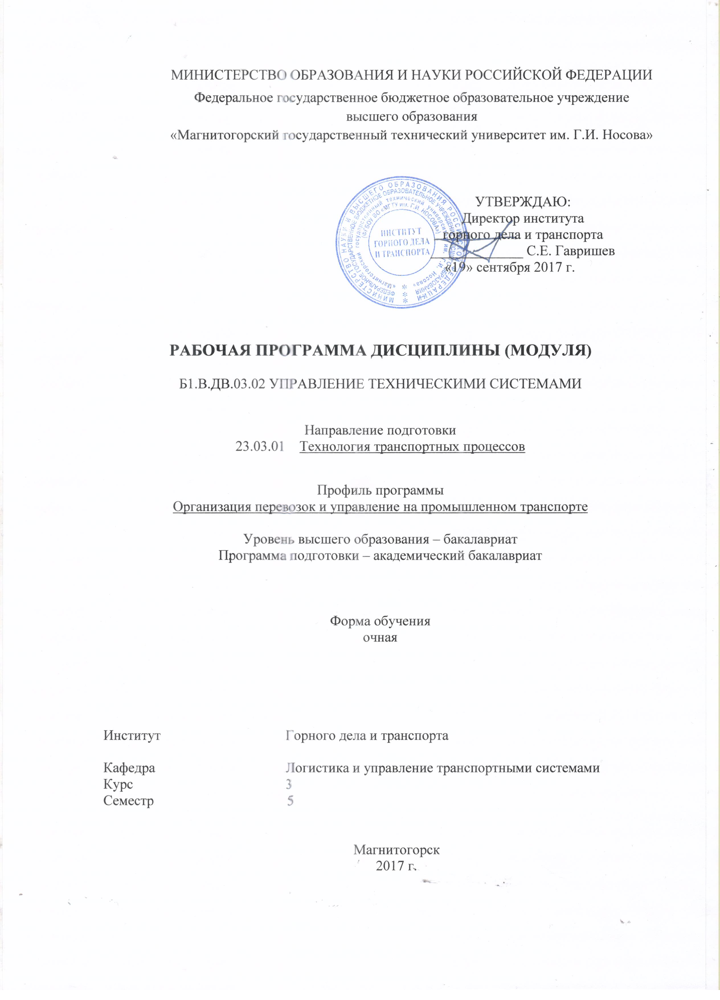 МИНИСТЕРСТВО ОБРАЗОВАНИЯ И НАУКИ РОССИЙСКОЙ ФЕДЕРАЦИИ
Федеральное государственное бюджетное образовательное учреждение
высшего образования
«Магнитогорский государственный технический университет им. Г.И. Носова»
МИНИСТЕРСТВО НАУКИ И ВЫСШЕГО ОБРАЗОВАНИЯ РОССИЙСКОЙ ФЕДЕРАЦИИ
ФЕДЕРАЛЬНОЕ ГОСУДАРСТВЕННОЕ БЮДЖЕТНОЕ ОБРАЗОВАТЕЛЬНОЕ УЧРЕЖДЕНИЕ ВЫСШЕГО ОБРАЗОВАНИЯ
«Магнитогорский государственный технический университет им. Г.И. Носова»
(ФГБОУ ВО «МГТУ им. Г.И. НОСОВА»)
ИНСТИТУТ
ГОРНОГО ДЕЛА
И ТРАНСПОРТА
УТВЕРЖДАЮ:
Директор института
горного дела и транспорта
С.Е. Гавришев
«19» сентября 2017 г.
РАБОЧАЯ ПРОГРАММА ДИСЦИПЛИНЫ (МОДУЛЯ)
Б1.В.ДВ.03.02 УПРАВЛЕНИЕ ТЕХНИЧЕСКИМИ СИСТЕМАМИ
Направление подготовки
23.03.01 Технология транспортных процессов
Профиль программы
Организация перевозок и управление на промышленном транспорте
Уровень высшего образования – бакалавриат
Программа подготовки – академический бакалавриат
Форма обучения
очная
Институт Горного дела и транспорта
Кафедра Логистика и управление транспортными системами
Курс 3
Семестр 5
Магнитогорск
2017 г.